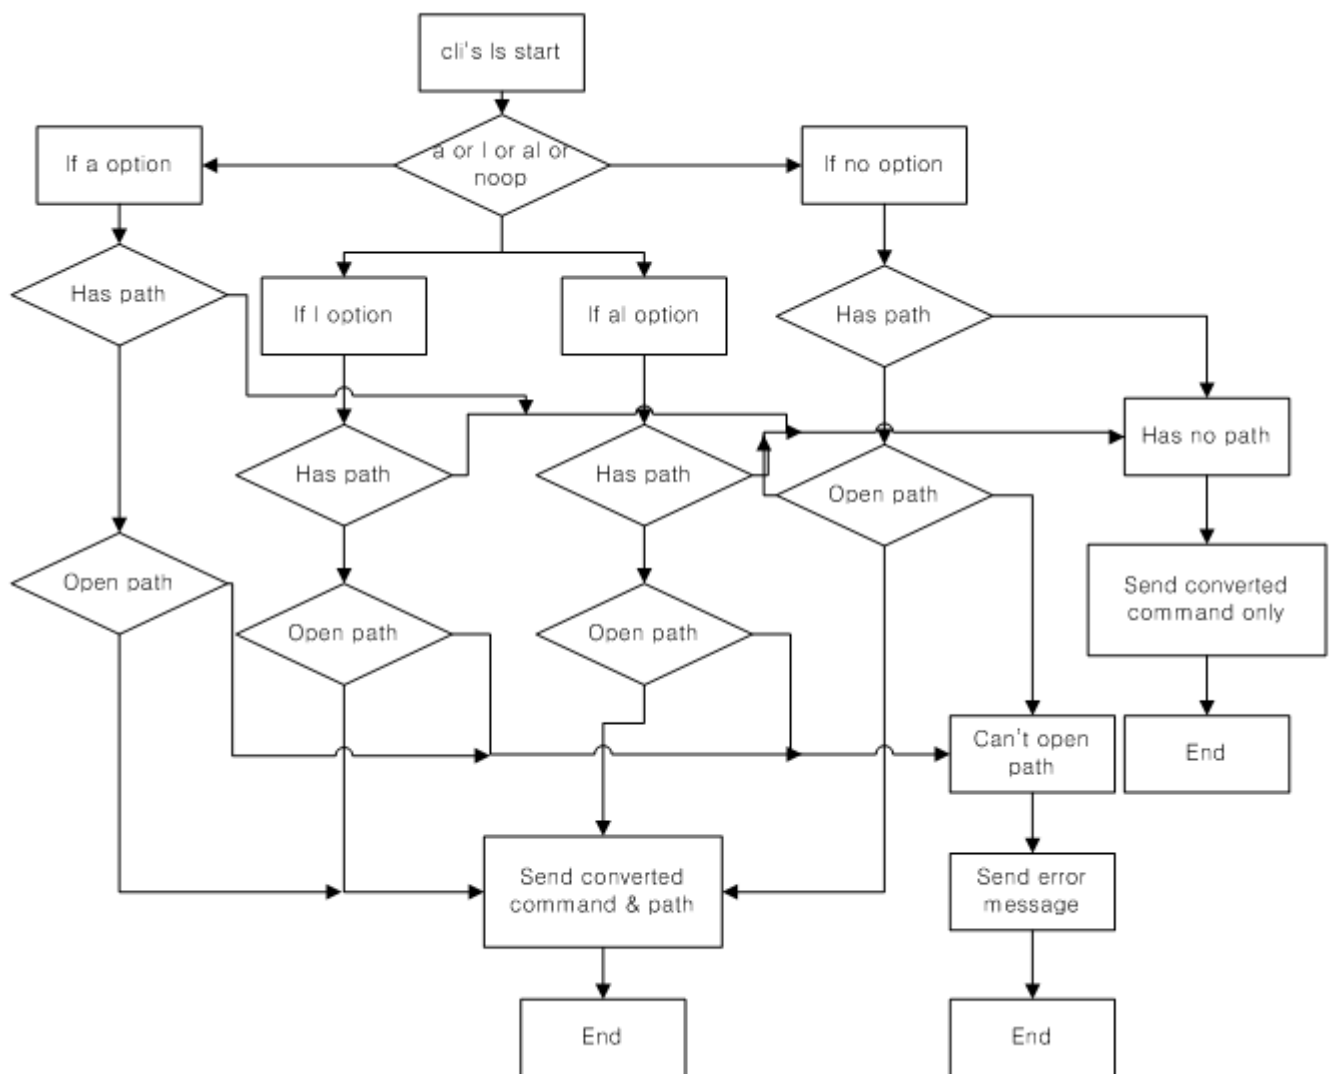 cli's ls start
a or l or al or
noop
If a option
If no option
Has path
If l option
If al option
Has path
Has path
Has path
Open path
Has no path
Open path
Open path
Open path
Send converted
command only
Can't open
path
End
Send converted
command & path
Send error
message
End
End